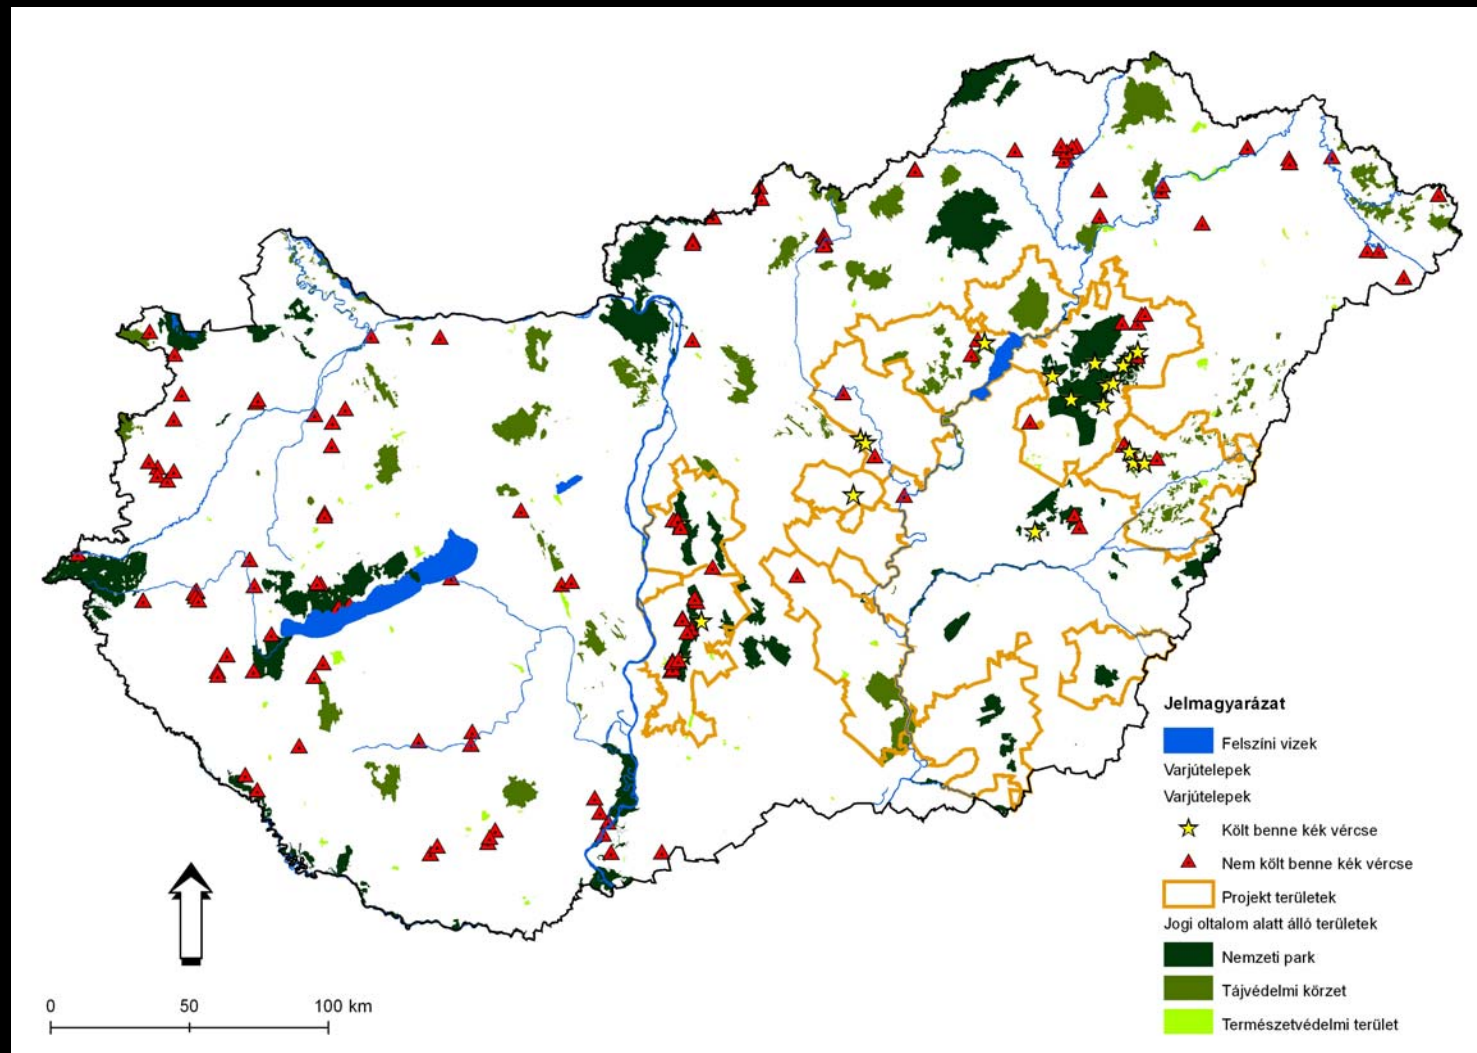 Jelmagyarázat
Felszíni vizek
Varjútelepek
Varjútelepek
Költ benne kék vércse
Nem költ benne kék vércse
Projekt területek
Jogi oltalom alatt álló területek
Nemzeti park
Tájvédelmi körzet
Természetvédelmi terület
0 50 100 km